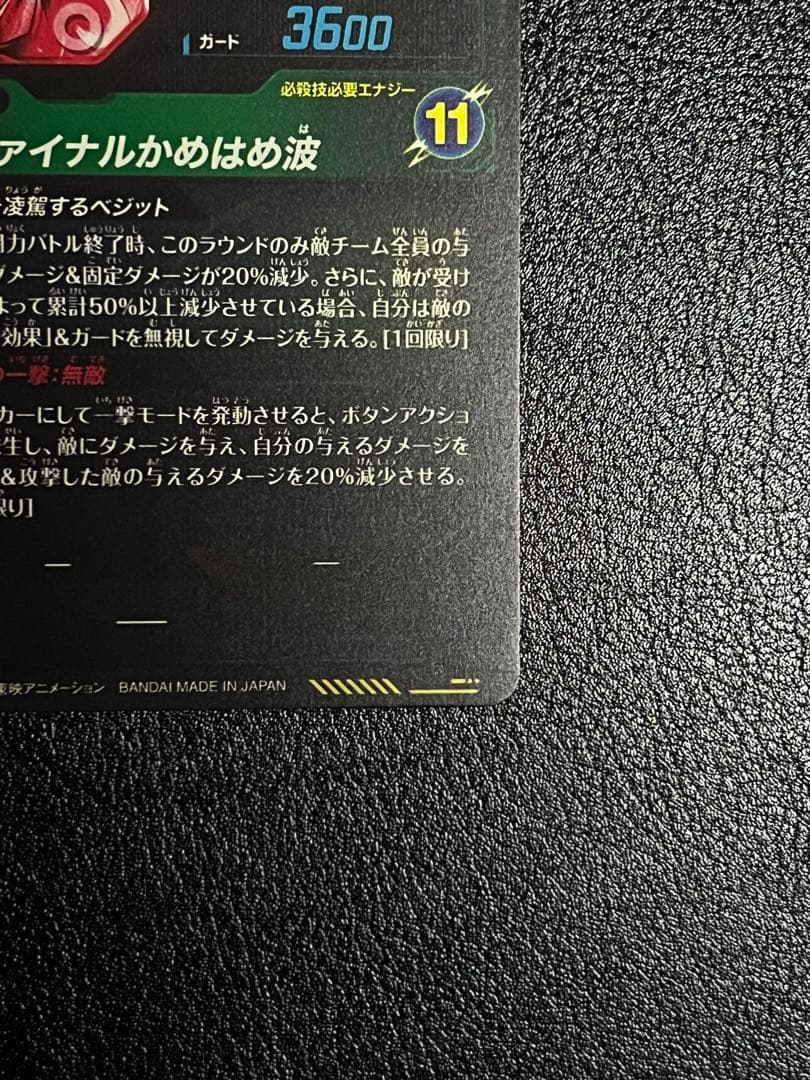 ガード 3600
必殺技必要エナジー 11
ァイナルかめはめ波
凌駕するベジット
力バトル終了時、このラウンドのみ敵チーム全員の与
ダメージ&固定ダメージが20%減少。さらに、敵が受け
よって累計50%以上減少させている場合、自分は敵の
効果」&ガードを無視してダメージを与える。[1回限り]
一撃:無敵
カーにして一撃モードを発動させると、ボタンアクショ
生し、敵にダメージを与え、自分の与えるダメージを
&攻撃した敵の与えるダメージを20%減少させる。
限り]
東映アニメーション BANDAI MADE IN JAPAN